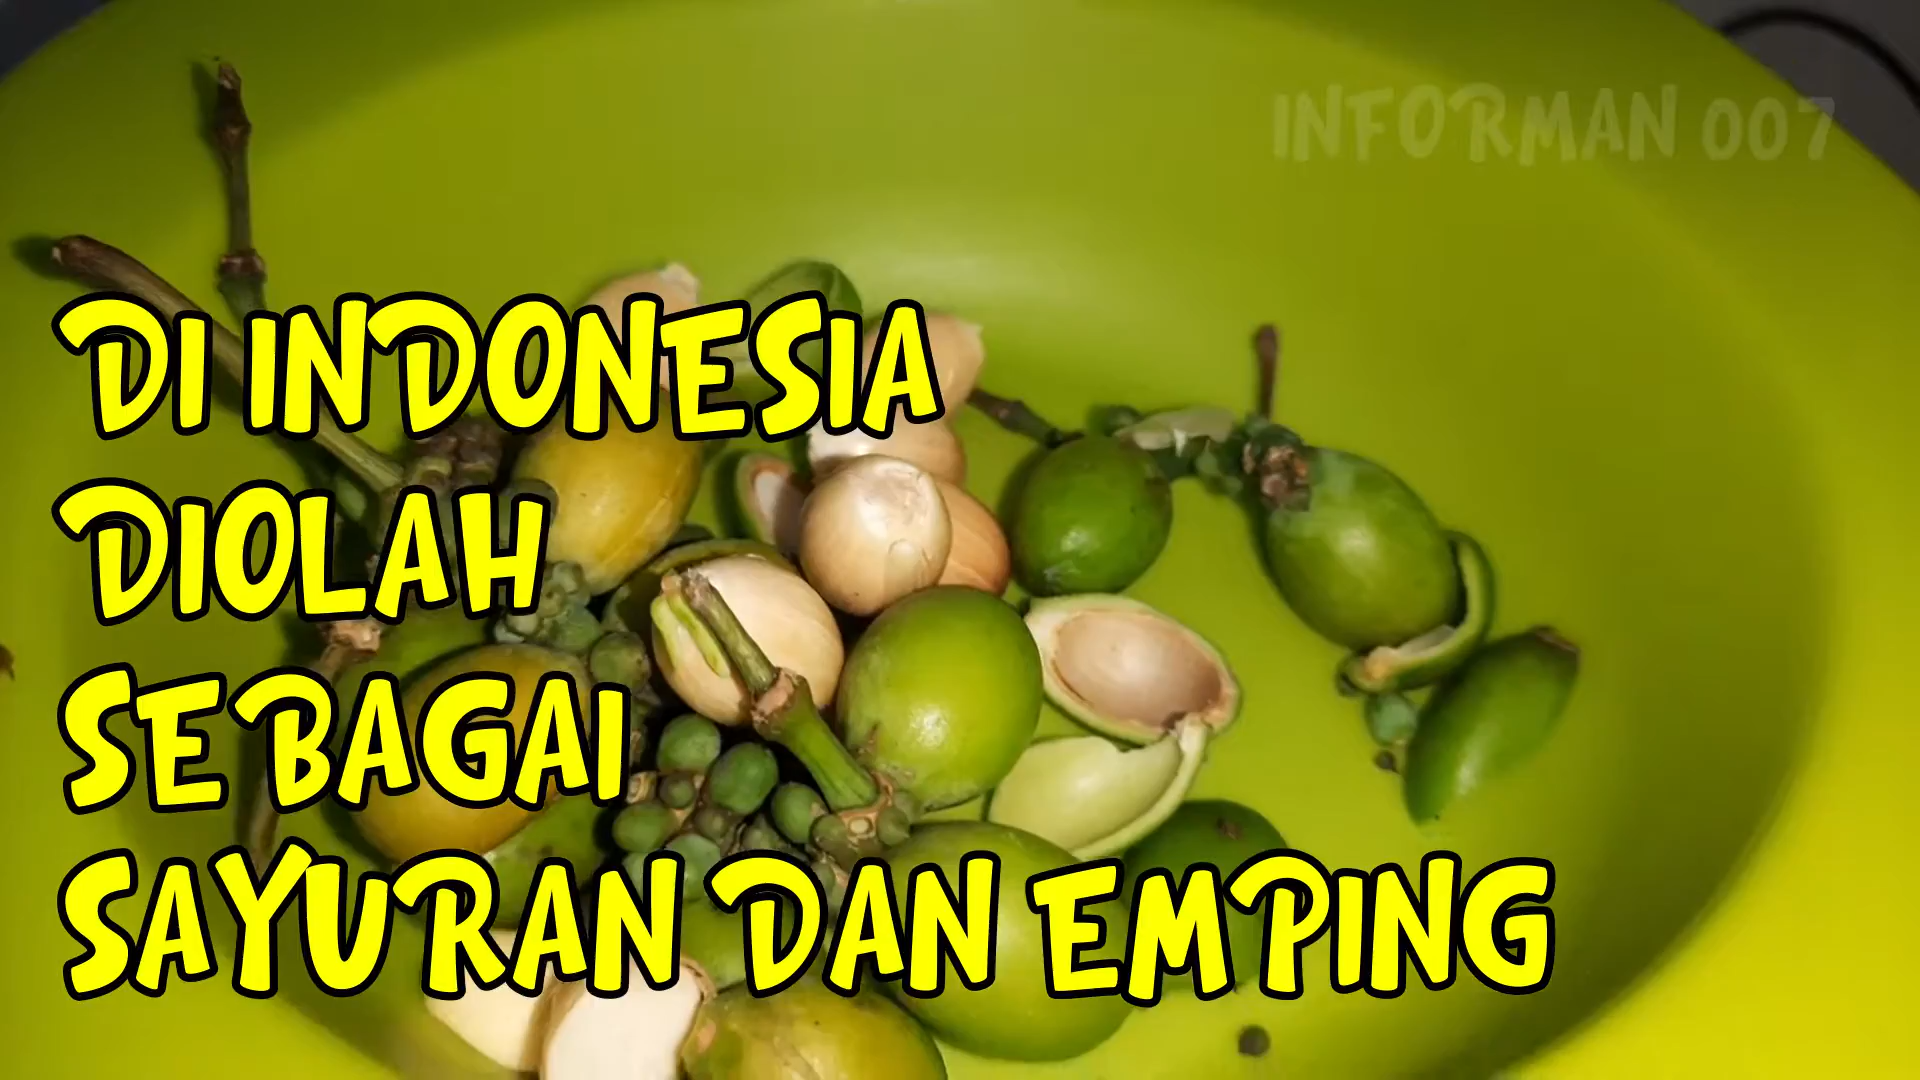 INFORMAN 007
DI INDONESIA
DIOLAH
SEBAGAI
SAYURAN DAN EMPING